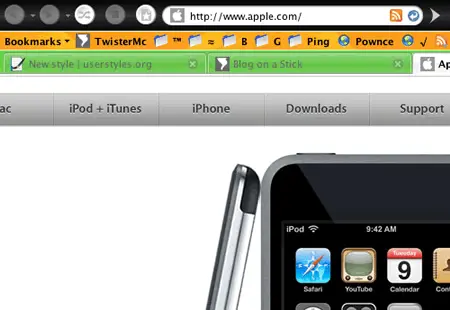 http://www.apple.com/
Bookmarks TwisterMc ™ ≈ B G Ping Pownce √
New style | userstyles.org Blog on a Stick Ap
ac iPod + iTunes iPhone Downloads Support
iPod 9:42 AM
Tuesday
9
Safari YouTube Calendar Con